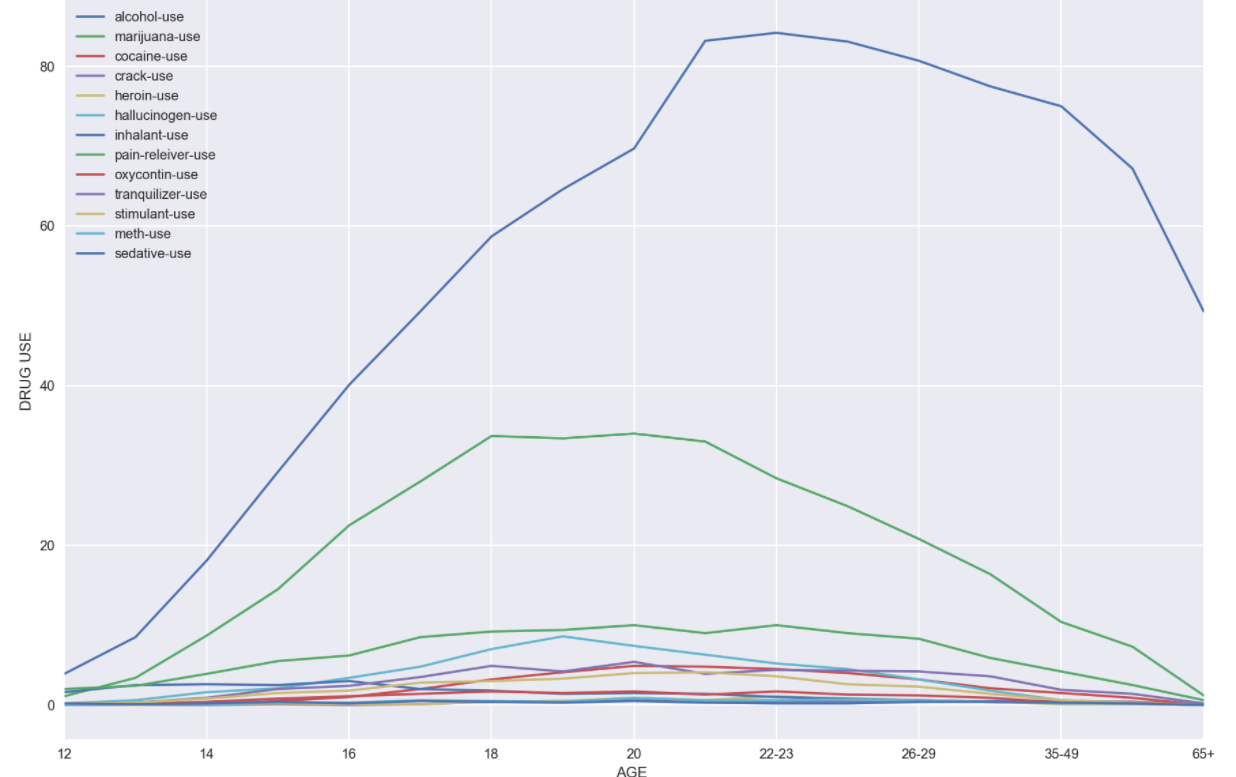 alcohol-use
marijuana-use
cocaine-use
crack-use
heroin-use
hallucinogen-use
inhalant-use
pain-releiver-use
oxycontin-use
tranquilizer-use
stimulant-use
meth-use
sedative-use
80
60
40
20
0
DRUG USE
12 14 16 18 20 22-23 26-29 35-49 65+
AGE